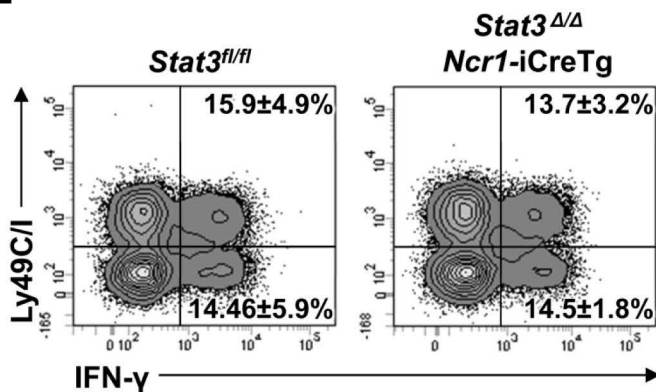 Stat3fl/fl
Stat3 Δ/Δ
Ncr1-iCreTg
Ly49C/I
15.9±4.9%
14.46±5.9%
10⁵
10⁴
10³
10²
0
-165
0 10² 10³ 10⁴ 10⁵
13.7±3.2%
14.5±1.8%
10⁵
10⁴
10³
10²
0
-168
0 10³ 10⁴ 10⁵
IFN-γ